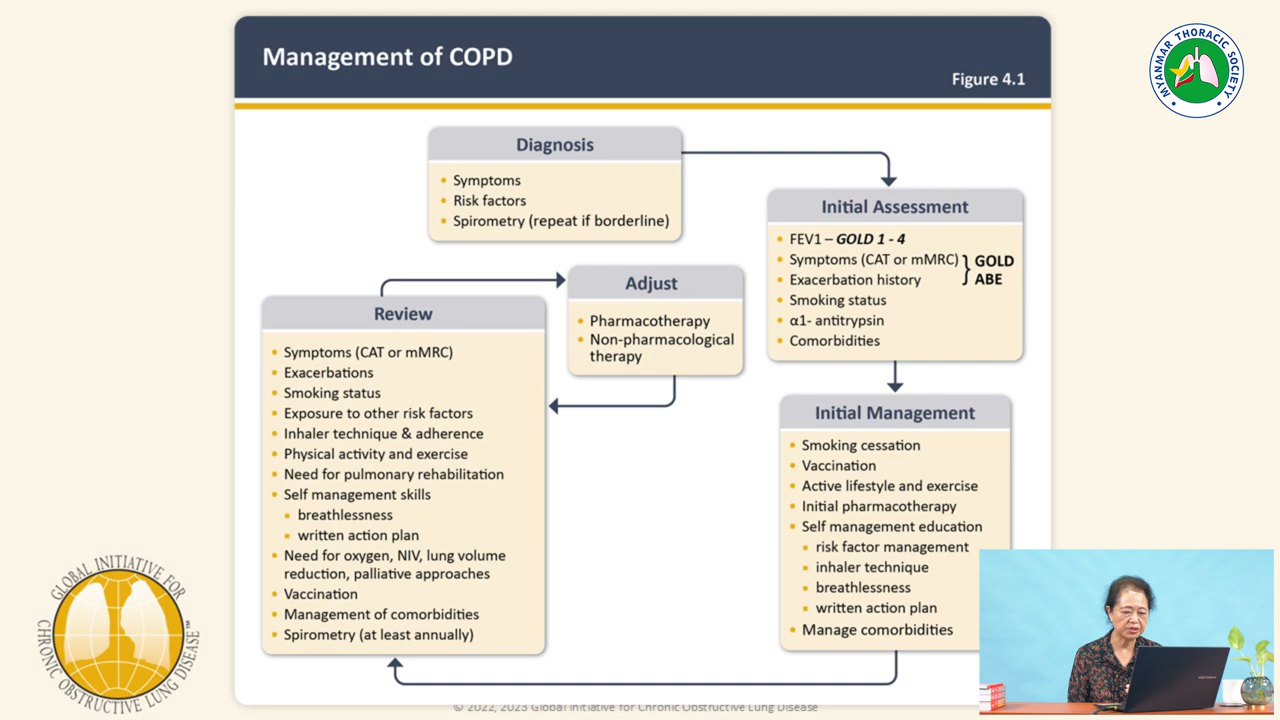 Management of COPD
Figure 4.1
MYANMAR THORACIC SOCIETY
Diagnosis
• Symptoms
• Risk factors
• Spirometry (repeat if borderline)
Initial Assessment
• FEV1 – GOLD 1 - 4
• Symptoms (CAT or mMRC)
• Exacerbation history
} GOLD
ABE
• Smoking status
• α1- antitrypsin
• Comorbidities
Adjust
• Pharmacotherapy
• Non-pharmacological
therapy
Review
• Symptoms (CAT or mMRC)
• Exacerbations
• Smoking status
• Exposure to other risk factors
• Inhaler technique & adherence
• Physical activity and exercise
• Need for pulmonary rehabilitation
• Self management skills
▪ breathlessness
▪ written action plan
• Need for oxygen, NIV, lung volume
reduction, palliative approaches
• Vaccination
• Management of comorbidities
• Spirometry (at least annually)
Initial Management
• Smoking cessation
• Vaccination
• Active lifestyle and exercise
• Initial pharmacotherapy
• Self management education
▪ risk factor management
▪ inhaler technique
▪ breathlessness
▪ written action plan
• Manage comorbidities
GLOBAL INITIATIVE FOR
CHRONIC OBSTRUCTIVE LUNG DISEASE™
© 2022, 2023 Global Initiative for Chronic Obstructive Lung Disease